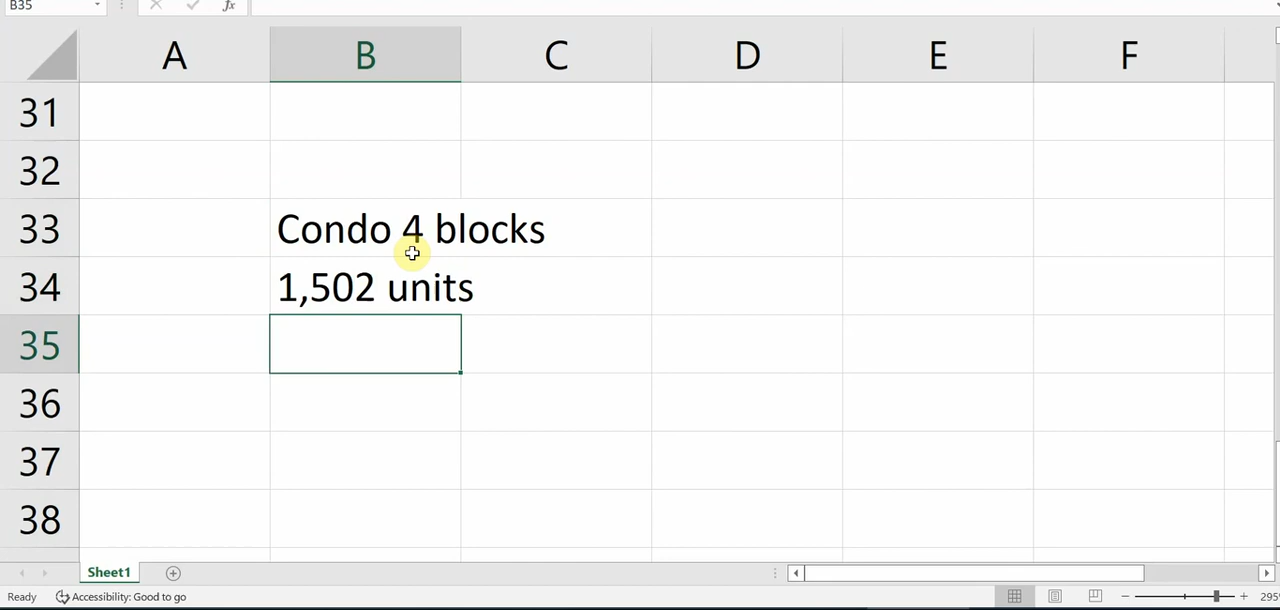 B35 fx
A B C D E F
31
32
33 Condo 4 blocks
34 1,502 units
35
36
37
38
Sheet1
Ready Accessibility: Good to go 295